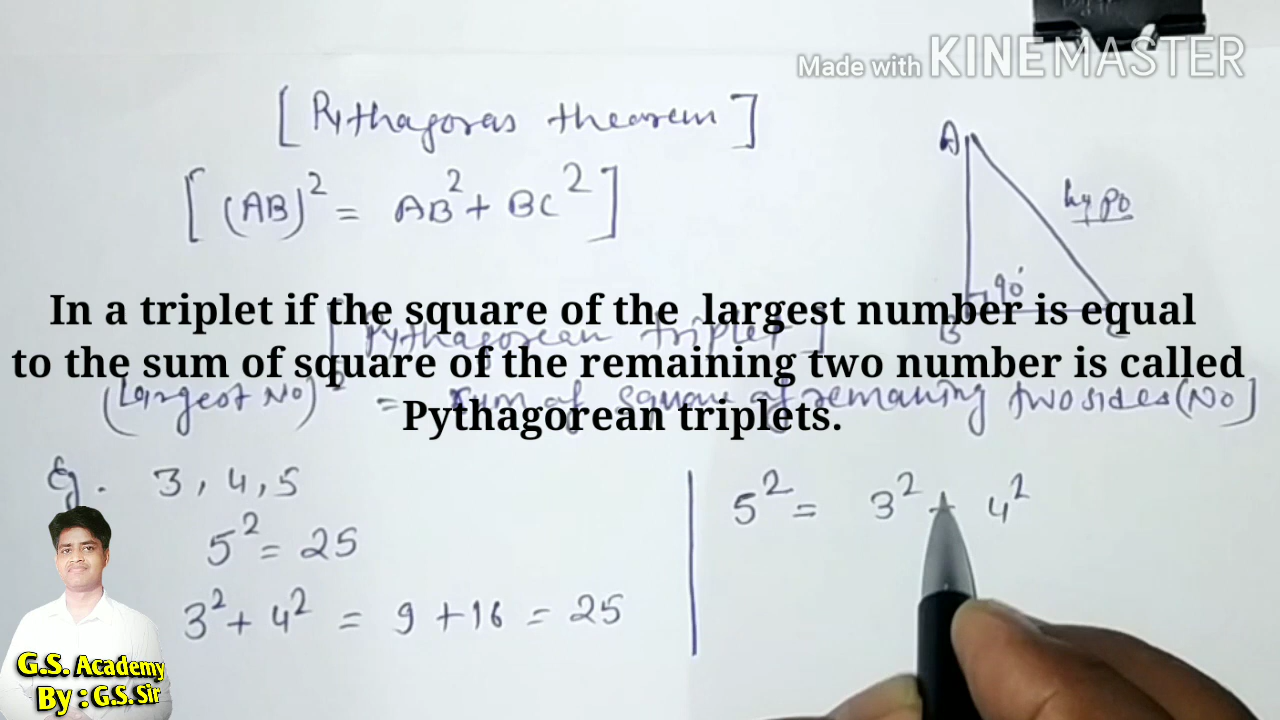 Made with KINEMASTER
[Pythagoras theorem]
[(AB)² = AB² + BC²]
A
hypo
90°
B
C
In a triplet if the square of the largest number is equal
to the sum of square of the remaining two number is called
Pythagorean triplets.
[Pythagorean triplet]
(Largest No)² = sum of square of remaining two sides (No)
Eg. 3, 4, 5
5² = 25
3² + 4² = 9 + 16 = 25
5² = 3² + 4²
G.S. Academy
By : G.S. Sir